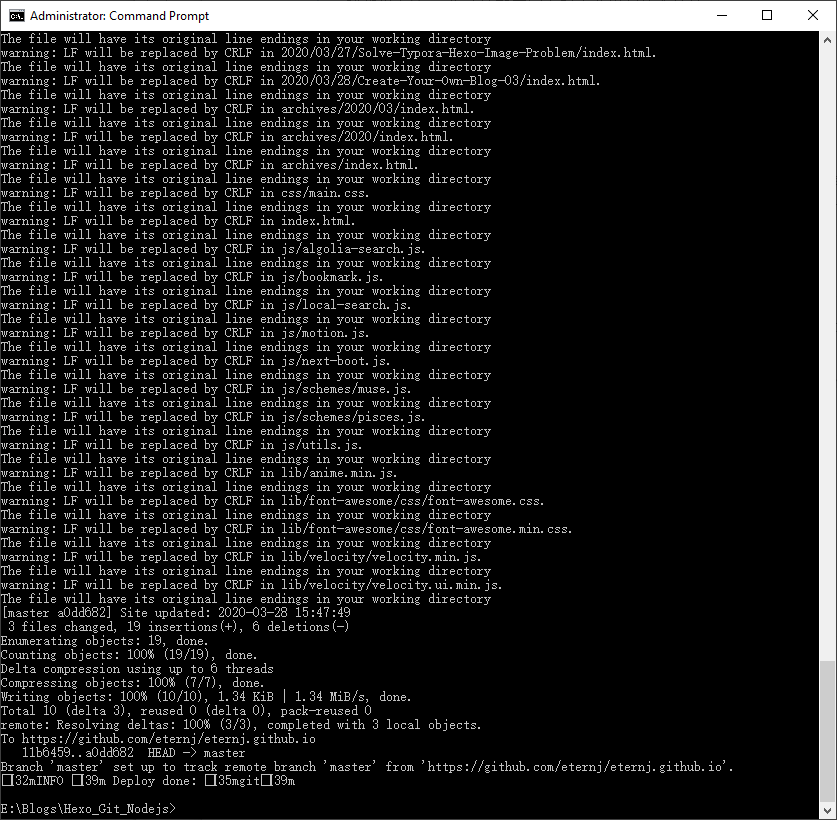 Administrator: Command Prompt
The file will have its original line endings in your working directory
warning: LF will be replaced by CRLF in 2020/03/27/Solve-Typora-Hexo-Image-Problem/index.html.
The file will have its original line endings in your working directory
warning: LF will be replaced by CRLF in 2020/03/28/Create-Your-Own-Blog-03/index.html.
The file will have its original line endings in your working directory
warning: LF will be replaced by CRLF in archives/2020/03/index.html.
The file will have its original line endings in your working directory
warning: LF will be replaced by CRLF in archives/2020/index.html.
The file will have its original line endings in your working directory
warning: LF will be replaced by CRLF in archives/index.html.
The file will have its original line endings in your working directory
warning: LF will be replaced by CRLF in css/main.css.
The file will have its original line endings in your working directory
warning: LF will be replaced by CRLF in index.html.
The file will have its original line endings in your working directory
warning: LF will be replaced by CRLF in js/algolia-search.js.
The file will have its original line endings in your working directory
warning: LF will be replaced by CRLF in js/bookmark.js.
The file will have its original line endings in your working directory
warning: LF will be replaced by CRLF in js/local-search.js.
The file will have its original line endings in your working directory
warning: LF will be replaced by CRLF in js/motion.js.
The file will have its original line endings in your working directory
warning: LF will be replaced by CRLF in js/next-boot.js.
The file will have its original line endings in your working directory
warning: LF will be replaced by CRLF in js/schemes/muse.js.
The file will have its original line endings in your working directory
warning: LF will be replaced by CRLF in js/schemes/pisces.js.
The file will have its original line endings in your working directory
warning: LF will be replaced by CRLF in js/utils.js.
The file will have its original line endings in your working directory
warning: LF will be replaced by CRLF in lib/anime.min.js.
The file will have its original line endings in your working directory
warning: LF will be replaced by CRLF in lib/font-awesome/css/font-awesome.css.
The file will have its original line endings in your working directory
warning: LF will be replaced by CRLF in lib/font-awesome/css/font-awesome.min.css.
The file will have its original line endings in your working directory
warning: LF will be replaced by CRLF in lib/velocity/velocity.min.js.
The file will have its original line endings in your working directory
warning: LF will be replaced by CRLF in lib/velocity/velocity.ui.min.js.
The file will have its original line endings in your working directory
[master a0dd682] Site updated: 2020-03-28 15:47:49
 3 files changed, 19 insertions(+), 6 deletions(-)
Enumerating objects: 19, done.
Counting objects: 100% (19/19), done.
Delta compression using up to 6 threads
Compressing objects: 100% (7/7), done.
Writing objects: 100% (10/10), 1.34 KiB | 1.34 MiB/s, done.
Total 10 (delta 3), reused 0 (delta 0), pack-reused 0
remote: Resolving deltas: 100% (3/3), completed with 3 local objects.
To https://github.com/eternj/eternj.github.io
   11b6459..a0dd682  HEAD -> master
Branch 'master' set up to track remote branch 'master' from 'https://github.com/eternj/eternj.github.io'.
□32mINFO □39m Deploy done: □35mgit□39m
E:\Blogs\Hexo_Git_Nodejs>